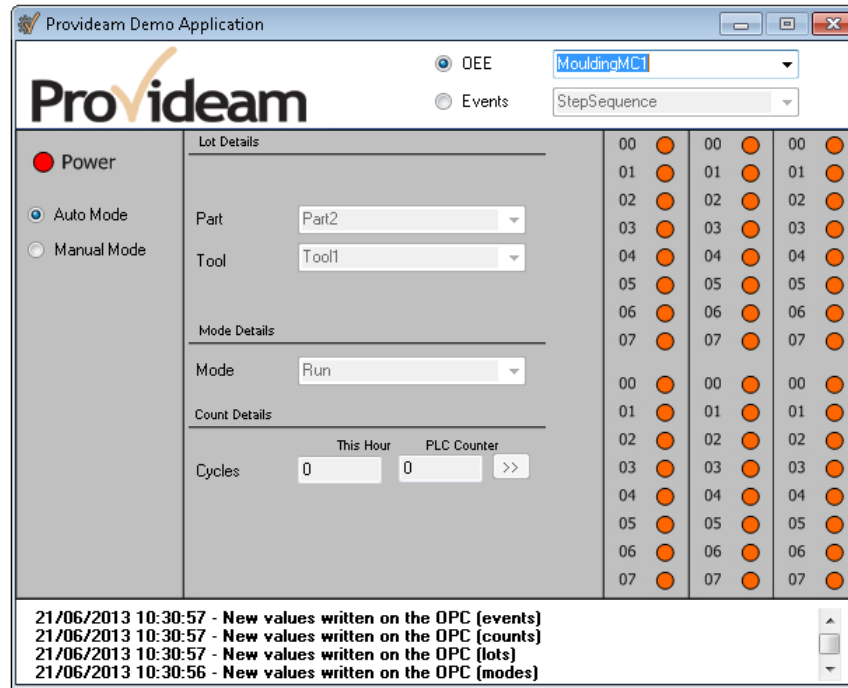 Provideam Demo Application
Provideam
OEE
MouldingMC1
Events
StepSequence
Power
Auto Mode
Manual Mode
Lot Details
Part
Part2
Tool
Tool1
Mode Details
Mode
Run
Count Details
This Hour
PLC Counter
Cycles
0
0
>>
00 00 00
01 01 01
02 02 02
03 03 03
04 04 04
05 05 05
06 06 06
07 07 07
00 00 00
01 01 01
02 02 02
03 03 03
04 04 04
05 05 05
06 06 06
07 07 07
21/06/2013 10:30:57 - New values written on the OPC (events)
21/06/2013 10:30:57 - New values written on the OPC (counts)
21/06/2013 10:30:57 - New values written on the OPC (lots)
21/06/2013 10:30:56 - New values written on the OPC (modes)